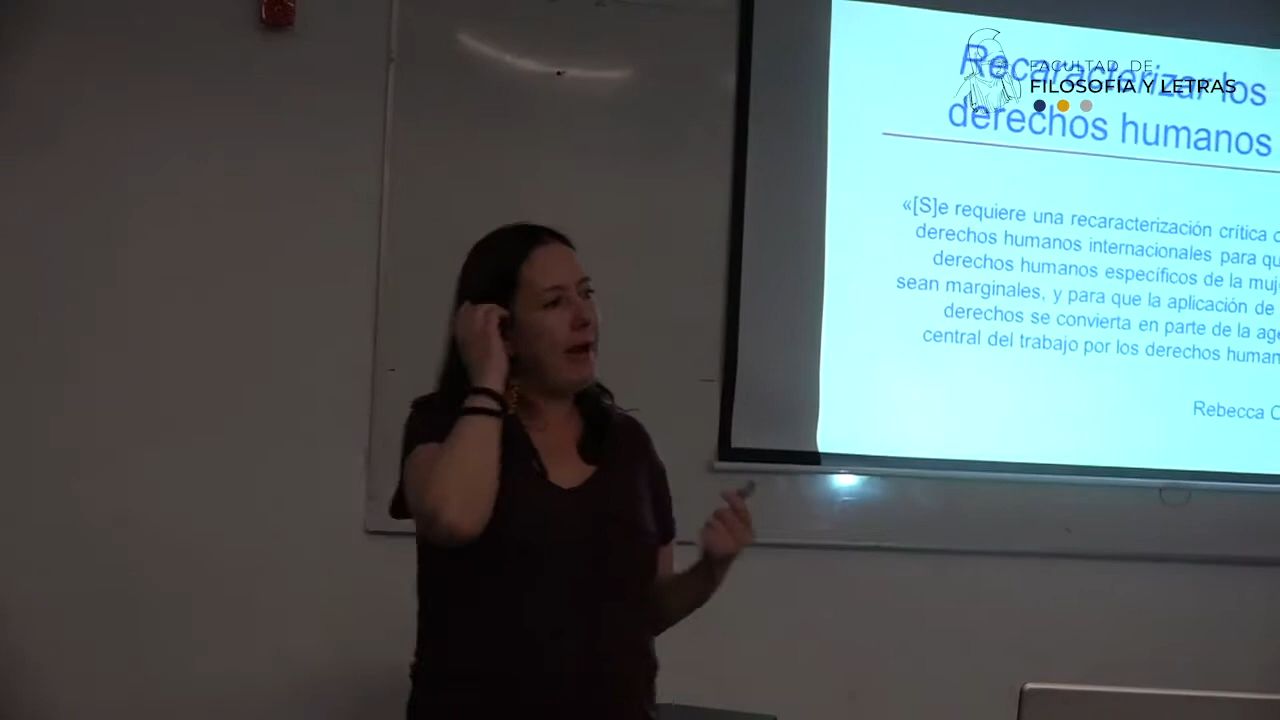 Recaracterizar los
derechos humanos
FACULTAD DE
FILOSOFÍA Y LETRAS
«[S]e requiere una recaracterización crítica
derechos humanos internacionales para
derechos humanos específicos de la
sean marginales, y para que la aplicación de
derechos se convierta en parte de la
central del trabajo por los derechos
Rebecca